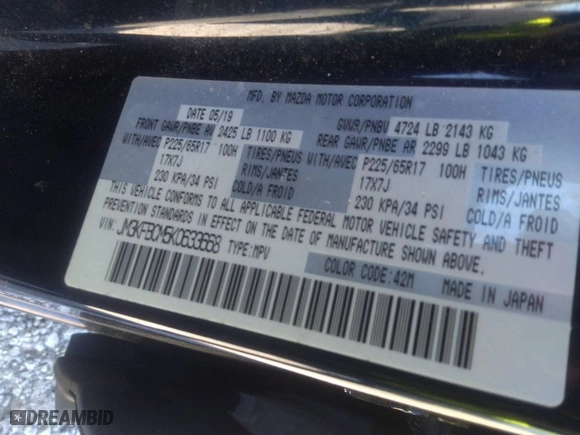 MFD. BY MAZDA MOTOR CORPORATION
DATE 05/19 GVWR/PNBV 4724 LB 2143 KG
FRONT GAWR/PNBE AV 2425 LB 1100 KG REAR GAWR/PNBE AR 2299 LB 1043 KG
WITH/AVEC P225/65R17 100H TIRES/PNEUS WITH/AVEC P225/65R17 100H TIRES/PNEUS
17X7J RIMS/JANTES 17X7J RIMS/JANTES
230 KPA/34 PSI COLD/A FROID 230 KPA/34 PSI COLD/A FROID
THIS VEHICLE CONFORMS TO ALL APPLICABLE FEDERAL MOTOR VEHICLE SAFETY AND THEFT
PREVENTION STANDARDS IN EFFECT ON THE DATE OF MANUFACTURE SHOWN ABOVE.
VIN: JM3KFBCM5K0633668 TYPE: MPV
COLOR CODE: 42M MADE IN JAPAN
DREAMBID